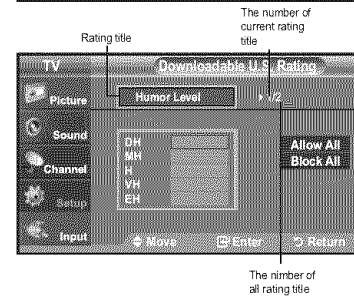 The number of
current rating
title
Rating title
TV
Downloadable U.S. Rating
Picture
Humor Level
1/2
Sound
DH
Allow All
MH
Block All
Channel
H
VH
Setup
EH
Input
Move
Enter
Return
The nimber of
all rating title